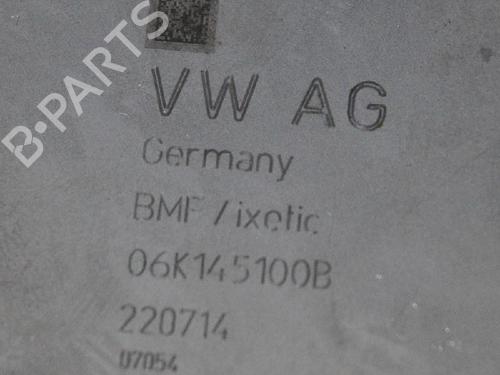 B-PARTS
VW AG
Germany
BMF / ixetic
06K145100B
220714
07054